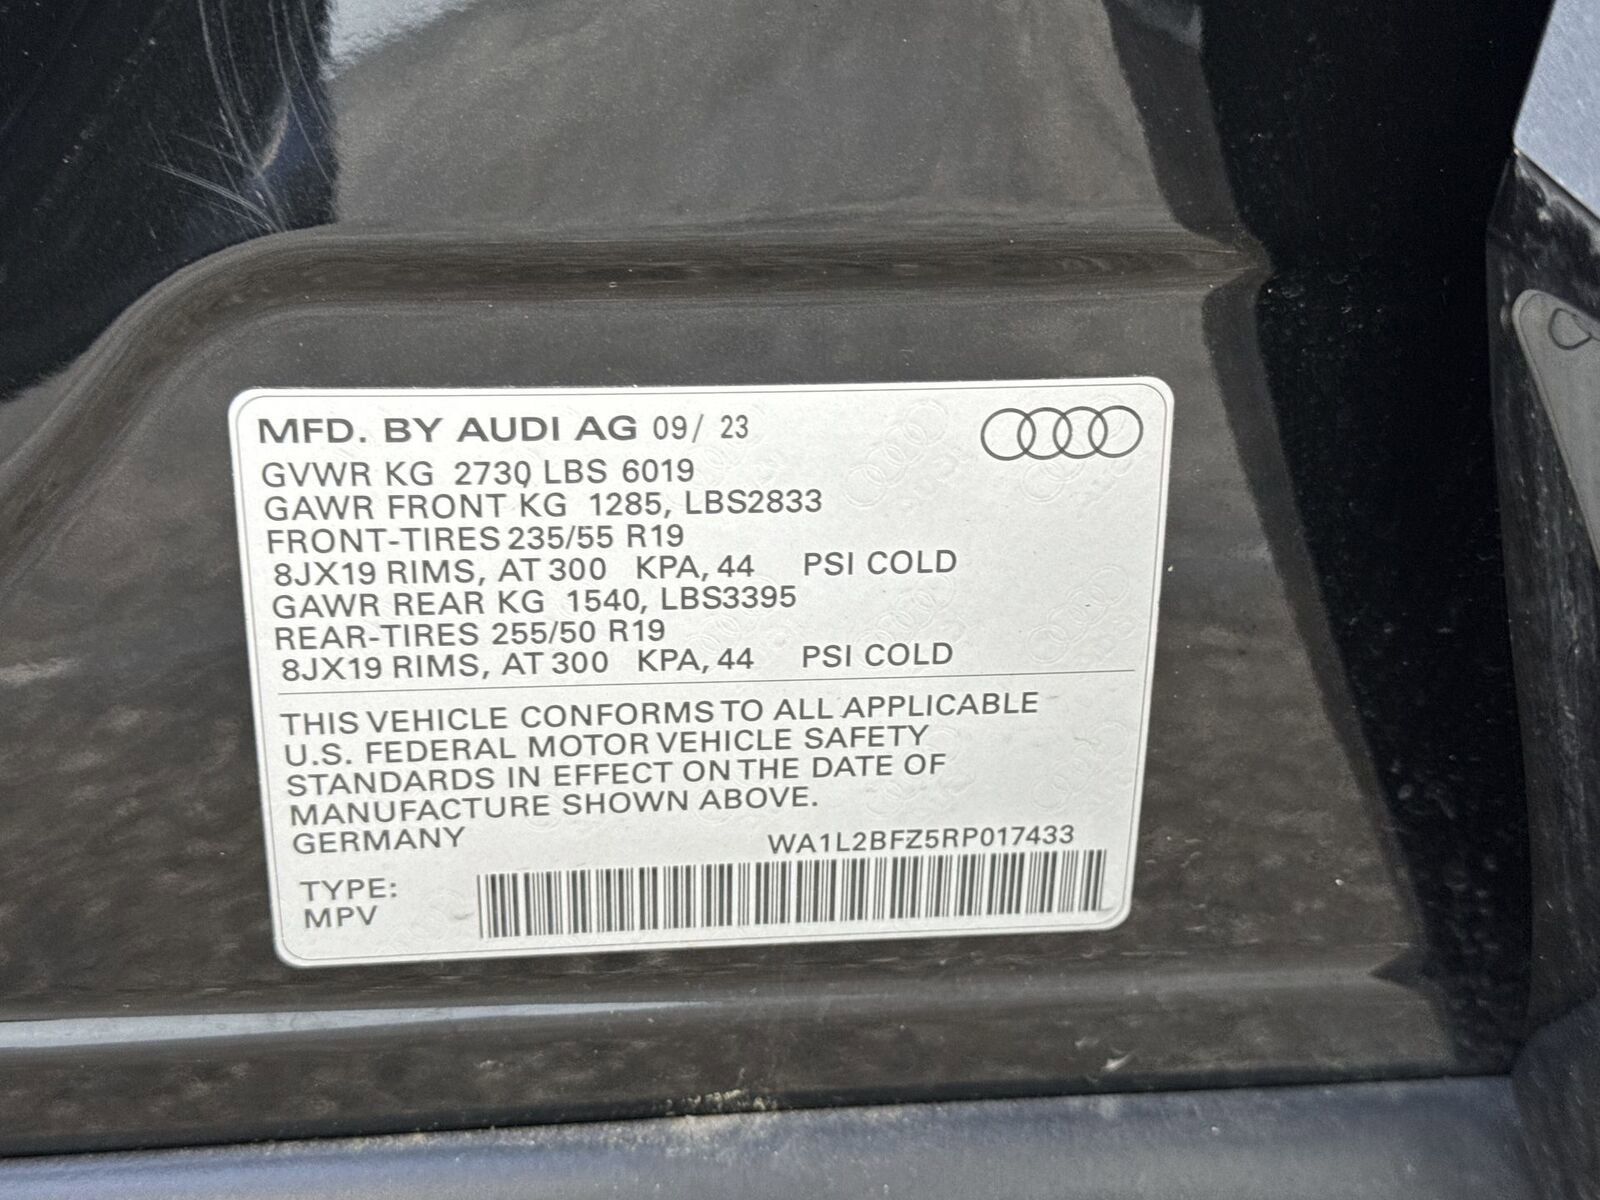 MFD. BY AUDI AG 09/ 23
GVWR KG 2730 LBS 6019
GAWR FRONT KG 1285, LBS2833
FRONT-TIRES 235/55 R19
8JX19 RIMS, AT 300 KPA, 44 PSI COLD
GAWR REAR KG 1540, LBS3395
REAR-TIRES 255/50 R19
8JX19 RIMS, AT 300 KPA, 44 PSI COLD
THIS VEHICLE CONFORMS TO ALL APPLICABLE
U.S. FEDERAL MOTOR VEHICLE SAFETY
STANDARDS IN EFFECT ON THE DATE OF
MANUFACTURE SHOWN ABOVE.
GERMANY WA1L2BFZ5RP017433
TYPE:
MPV